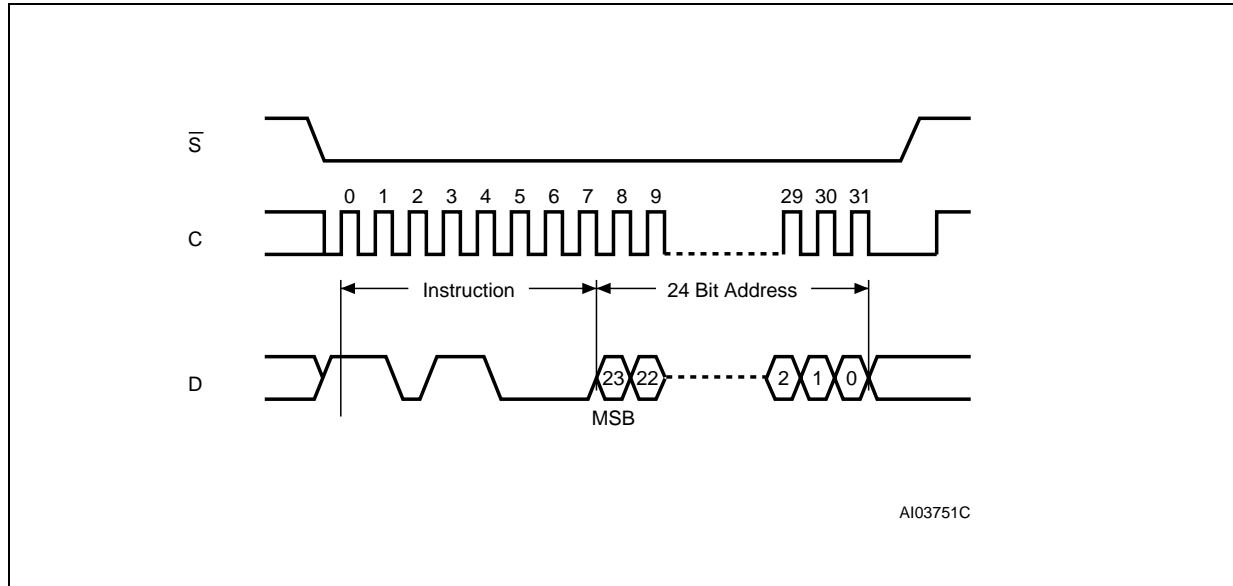 S̅
0 1 2 3 4 5 6 7 8 9 29 30 31
C
Instruction 24 Bit Address
D
23 22 2 1 0
MSB
AI03751C